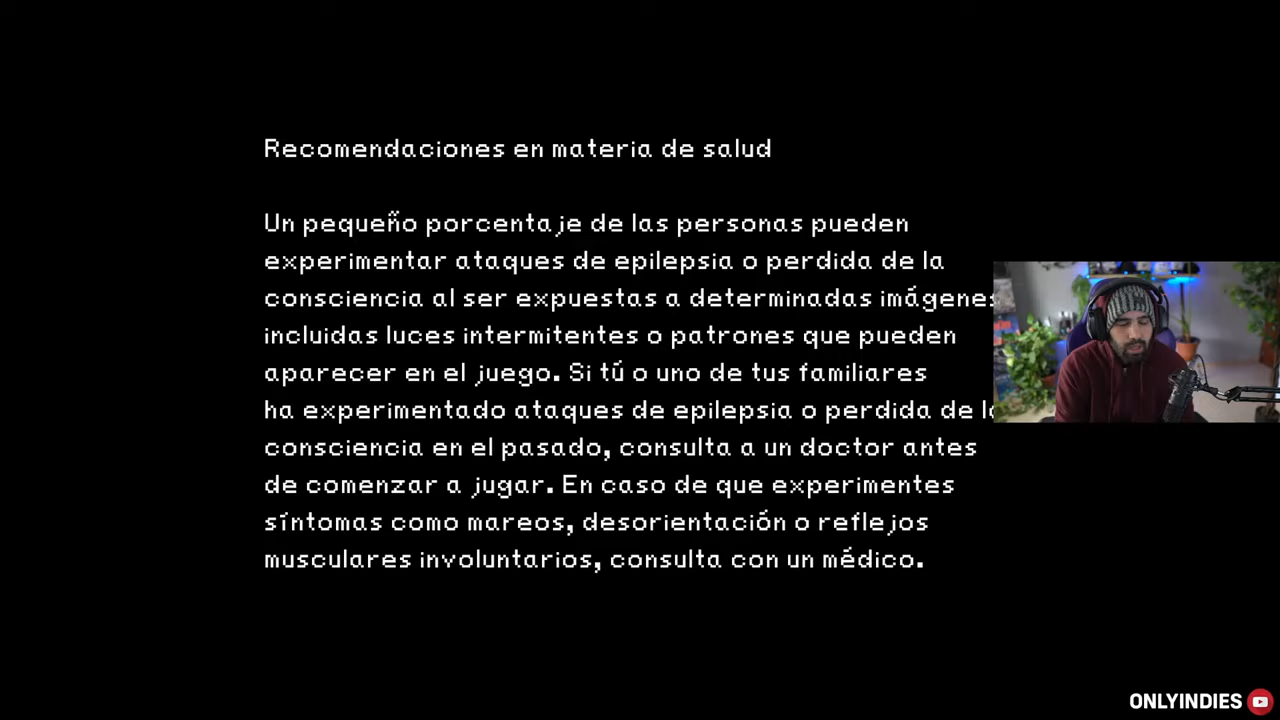 Recomendaciones en materia de salud
Un pequeño porcentaje de las personas pueden
experimentar ataques de epilepsia o perdida de la
consciencia al ser expuestas a determinadas imágenes
incluidas luces intermitentes o patrones que pueden
aparecer en el juego. Si tú o uno de tus familiares
ha experimentado ataques de epilepsia o perdida de la
consciencia en el pasado, consulta a un doctor antes
de comenzar a jugar. En caso de que experimentes
síntomas como mareos, desorientación o reflejos
musculares involuntarios, consulta con un médico.
ONLYINDIES